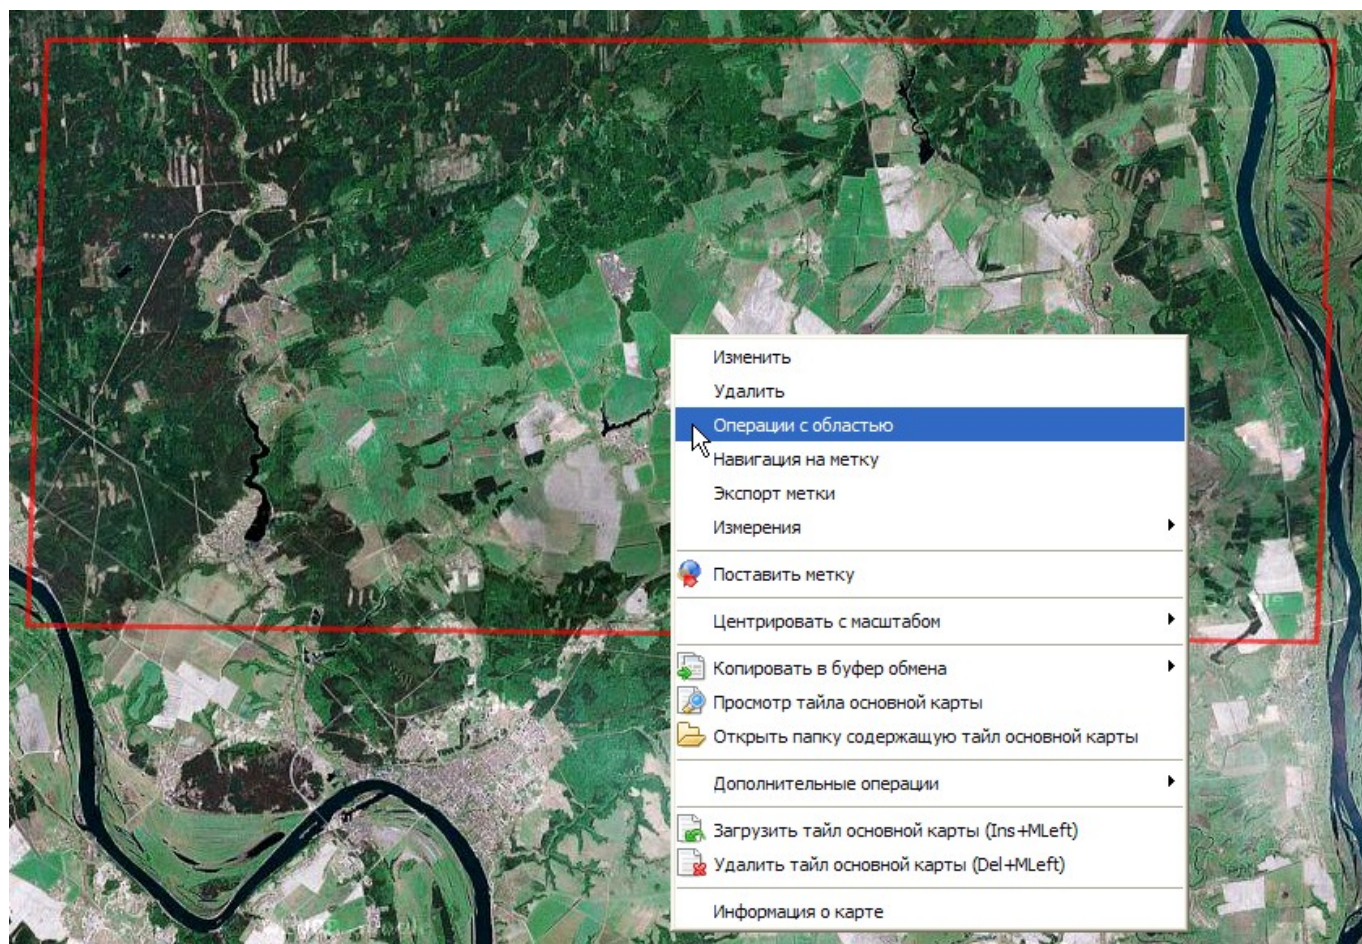 Изменить
Удалить
Операции с областью
Навигация на метку
Экспорт метки
Измерения
Поставить метку
Центрировать с масштабом
Копировать в буфер обмена
Просмотр тайла основной карты
Открыть папку содержащую тайл основной карты
Дополнительные операции
Загрузить тайл основной карты (Ins+MLeft)
Удалить тайл основной карты (Del+MLeft)
Информация о карте